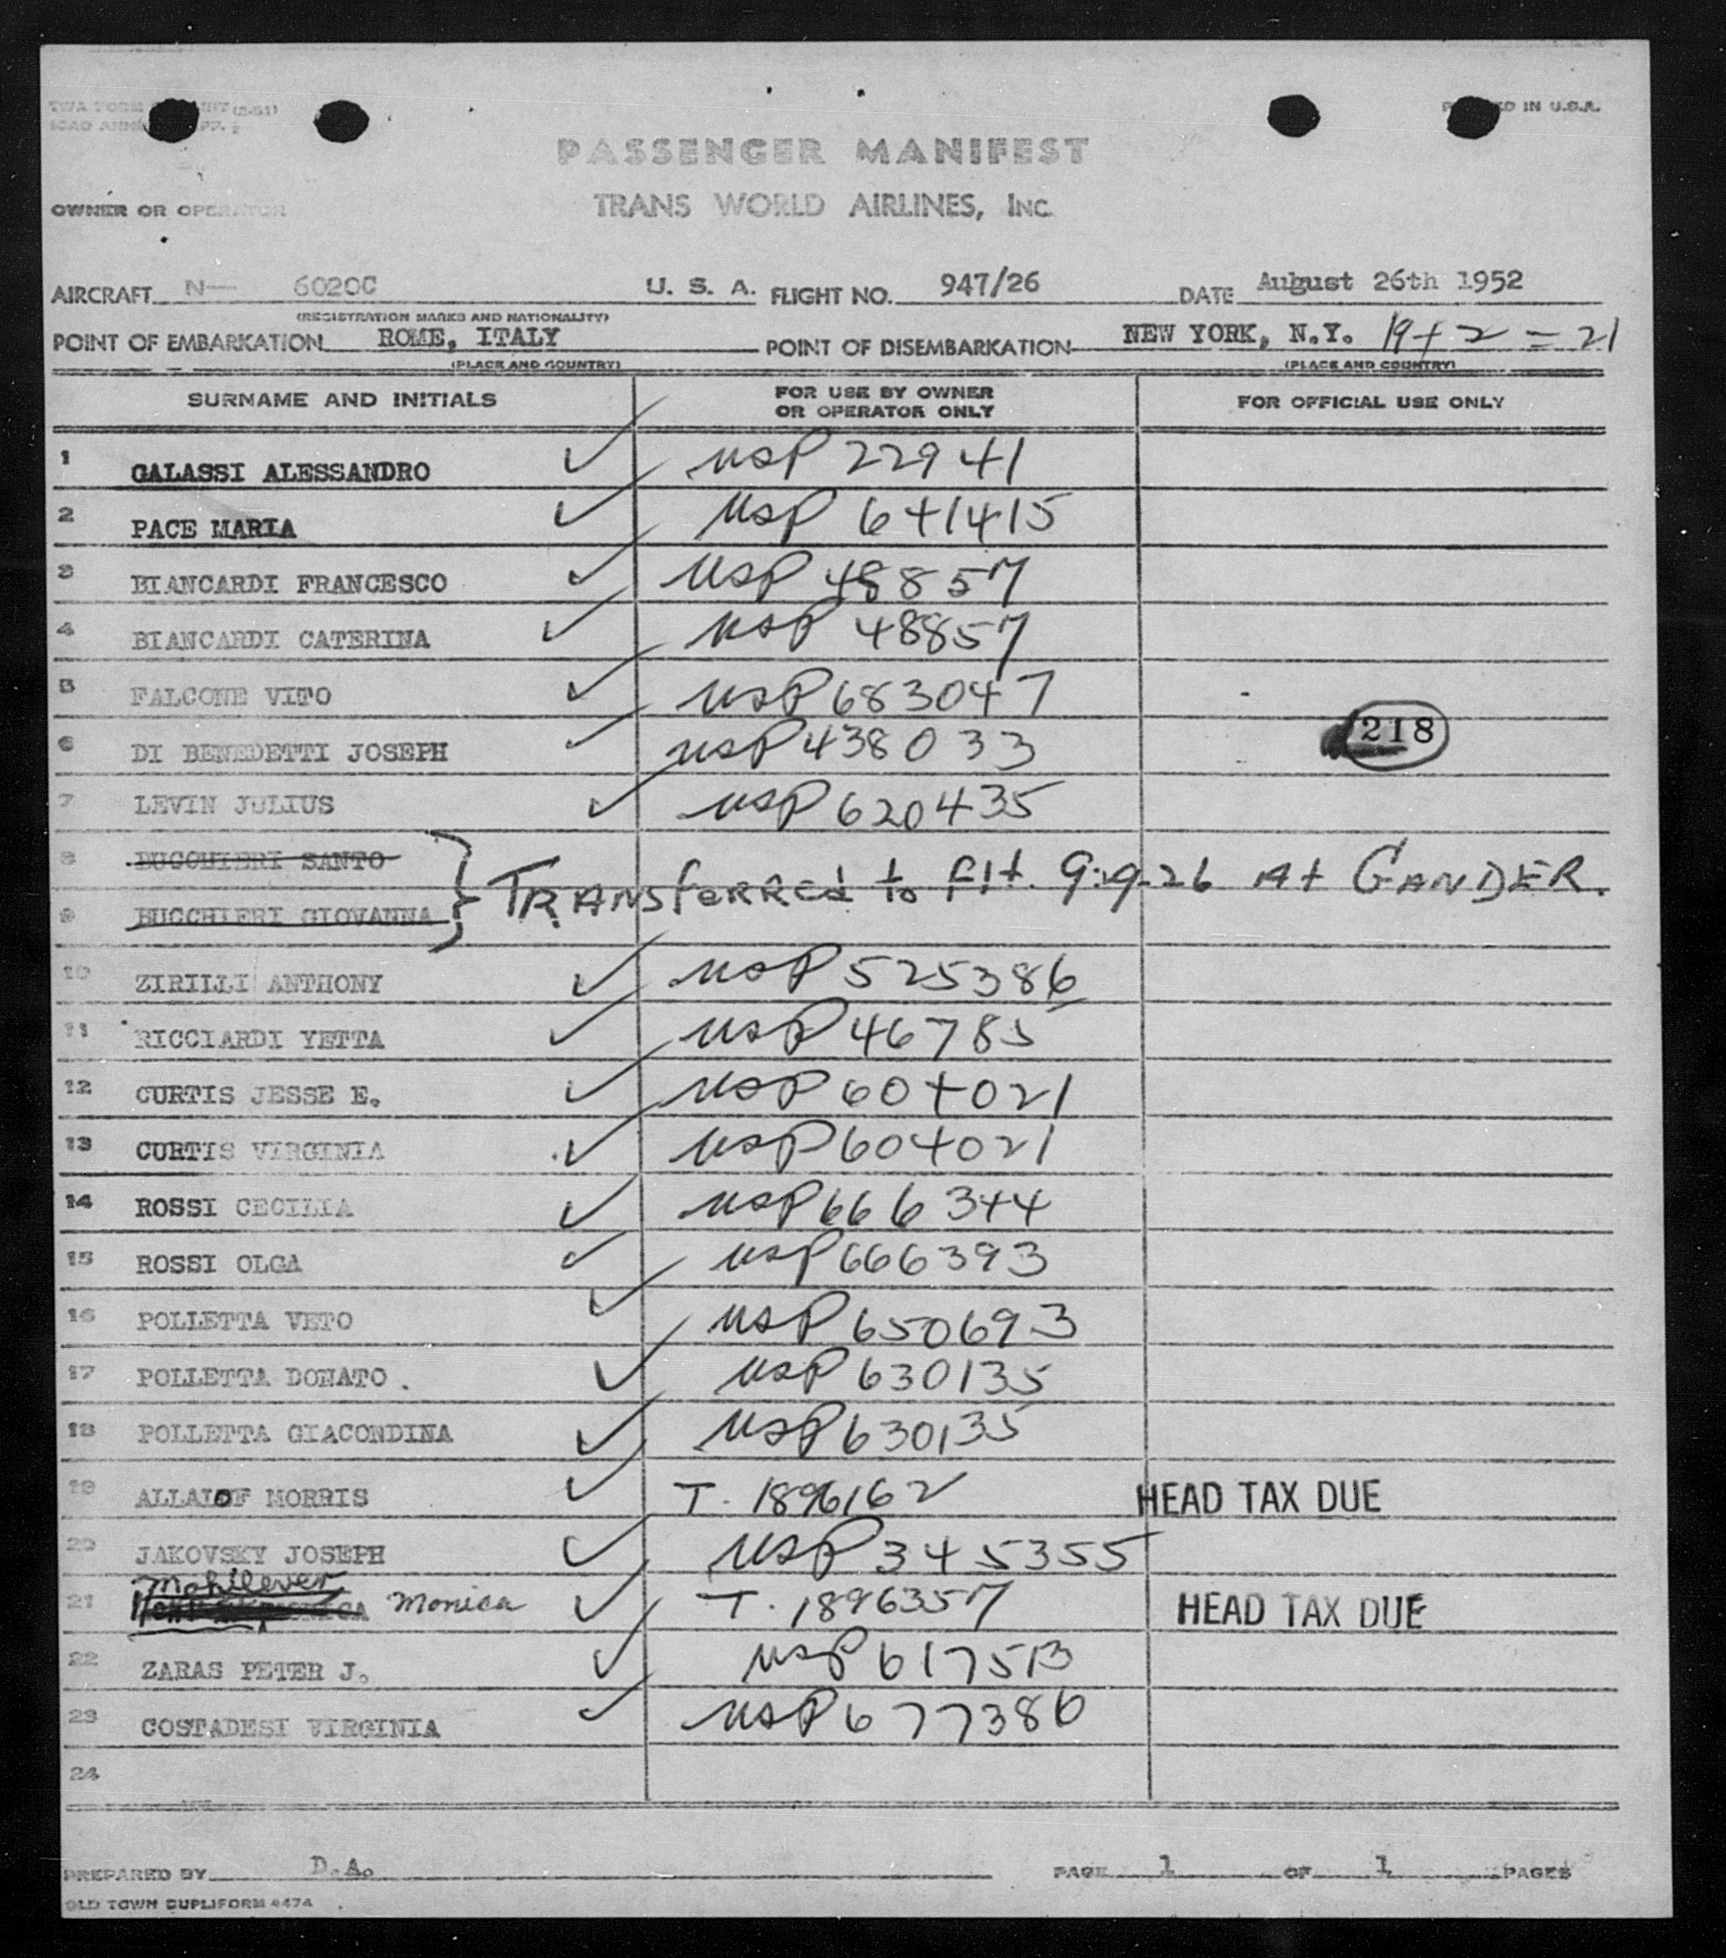 PASSENGER MANIFEST
TRANS WORLD AIRLINES, INC.
OWNER OR OPERATOR
IN U.S.A.
AIRCRAFT N— 6020C U. S. A. FLIGHT NO. 947/26 DATE August 26th 1952
(REGISTRATION MARKS AND NATIONALITY)
POINT OF EMBARKATION ROME, ITALY POINT OF DISEMBARKATION NEW YORK, N.Y. 19+2=21
(PLACE AND COUNTRY) (PLACE AND COUNTRY)
SURNAME AND INITIALS FOR USE BY OWNER OR OPERATOR ONLY FOR OFFICIAL USE ONLY
1 GALASSI ALESSANDRO ✓ USP 22941
2 PACE MARIA ✓ USP 641415
3 BIANCARDI FRANCESCO ✓ USP 48857
4 BIANCARDI CATERINA ✓ USP 48857
5 FALCONE VITO ✓ USP 683047
218
6 DI BENEDETTI JOSEPH ✓ USP 438033
7 LEVIN JULIUS ✓ USP 620435
8 BUCCHIERI SANTO
9 BUCCHIERI GIOVANNA } TRANSferred to flt. at GANDER.
10 ZIRILLI ANTHONY ✓ USP 525386
11 RICCIARDI YETTA ✓ USP 46785
12 CURTIS JESSE E. ✓ USP 604021
13 CURTIS VIRGINIA ✓ USP 604021
14 ROSSI CECILIA ✓ USP 666344
15 ROSSI OLGA ✓ USP 666393
16 POLLETTA VETO ✓ USP 650693
17 POLLETTA DONATO . ✓ USP 630135
18 POLLETTA GIACONDINA ✓ USP 630135
19 ALLAIOF MORRIS ✓ T. 1896162 HEAD TAX DUE
20 JAKOVSKY JOSEPH ✓ USP 345355
Mohilever
21 Monica ✓ T. 1896357 HEAD TAX DUE
22 ZARAS PETER J. ✓ USP 617513
23 COSTADESI VIRGINIA ✓ USP 677386
24
PREPARED BY D.A. PAGE 1 OF 1 PAGES
OLD TOWN DUPLIFORM 4474